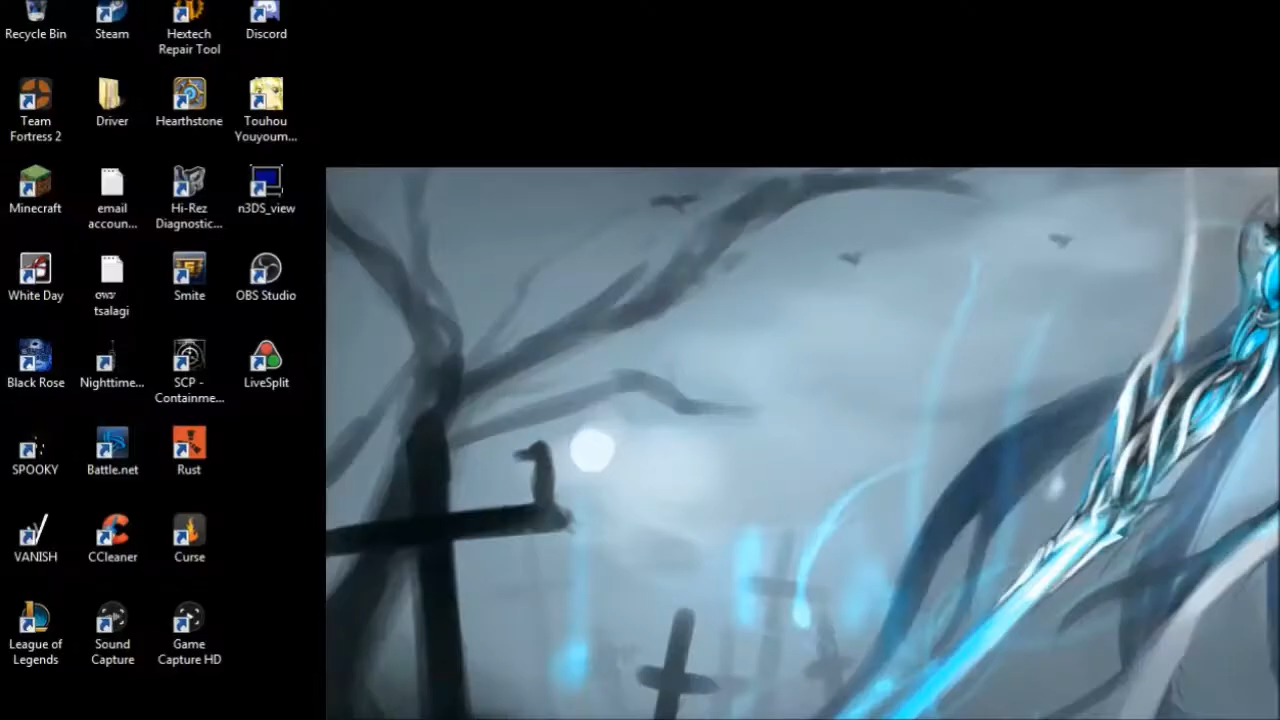 Recycle Bin
Steam
Hextech
Repair Tool
Discord
Team
Fortress 2
Driver
Hearthstone
Touhou
Youyoum...
Minecraft
email
accoun...
Hi-Rez
Diagnostic...
n3DS_view
White Day
owr
tsalagi
Smite
OBS Studio
Black Rose
Nighttime...
SCP -
Containme...
LiveSplit
SPOOKY
Battle.net
Rust
VANISH
CCleaner
Curse
League of
Legends
Sound
Capture
Game
Capture HD